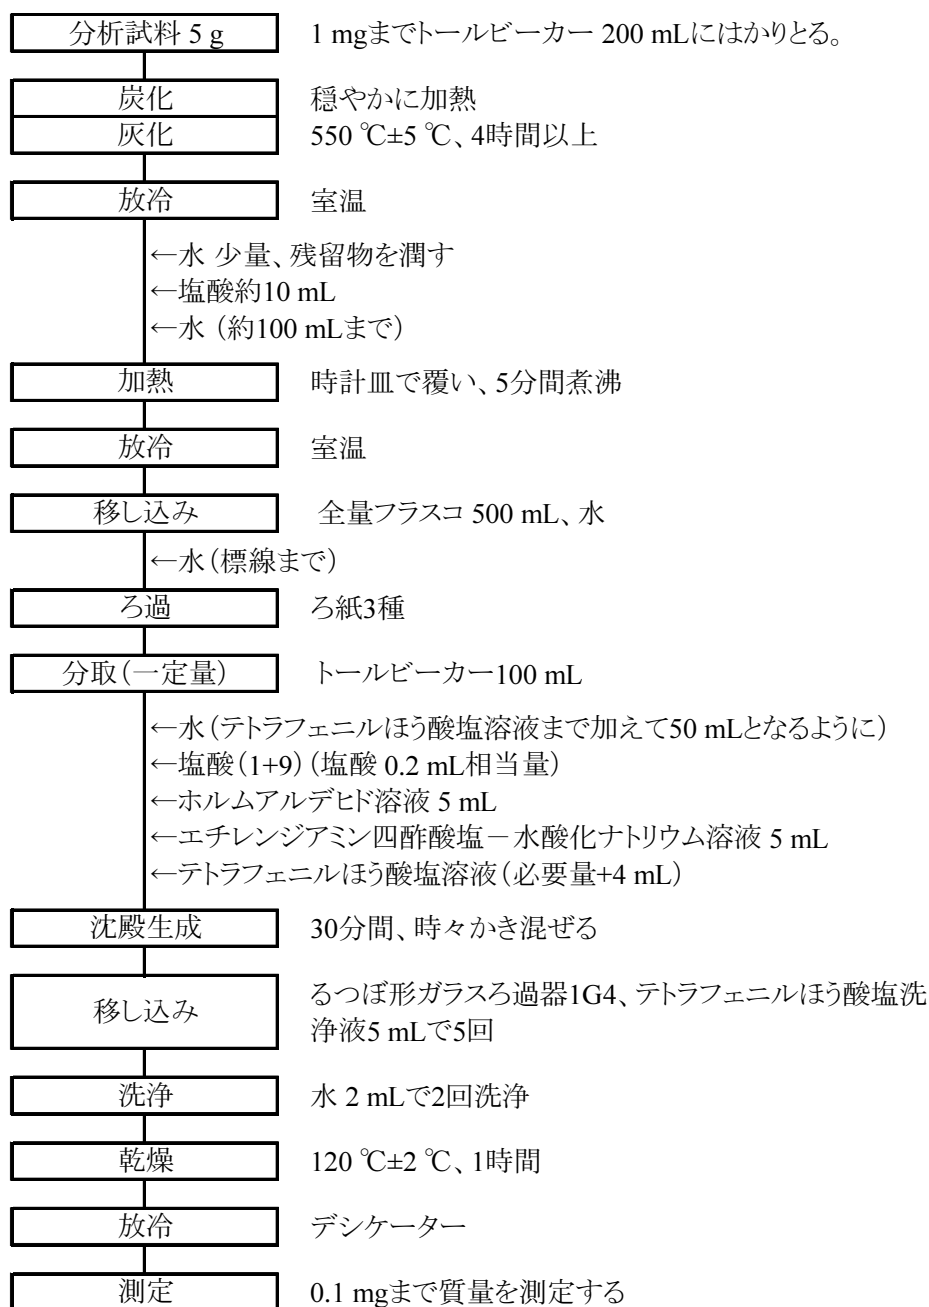 分析試料 5 g 1 mgまでトールビーカー 200 mLにはかりとる。
炭化 穏やかに加熱
灰化 550 ℃±5 ℃、4時間以上
放冷 室温
←水 少量、残留物を潤す
←塩酸約10 mL
←水 （約100 mLまで）
加熱 時計皿で覆い、5分間煮沸
放冷 室温
移し込み 全量フラスコ 500 mL、水
←水（標線まで）
ろ過 ろ紙3種
分取（一定量） トールビーカー100 mL
←水（テトラフェニルほう酸塩溶液まで加えて50 mLとなるように）
←塩酸（1+9）（塩酸 0.2 mL相当量）
←ホルムアルデヒド溶液 5 mL
←エチレンジアミン四酢酸塩－水酸化ナトリウム溶液 5 mL
←テトラフェニルほう酸塩溶液（必要量+4 mL）
沈殿生成 30分間、時々かき混ぜる
移し込み るつぼ形ガラスろ過器1G4、テトラフェニルほう酸塩洗
浄液5 mLで5回
洗浄 水 2 mLで2回洗浄
乾燥 120 ℃±2 ℃、1時間
放冷 デシケーター
測定 0.1 mgまで質量を測定する